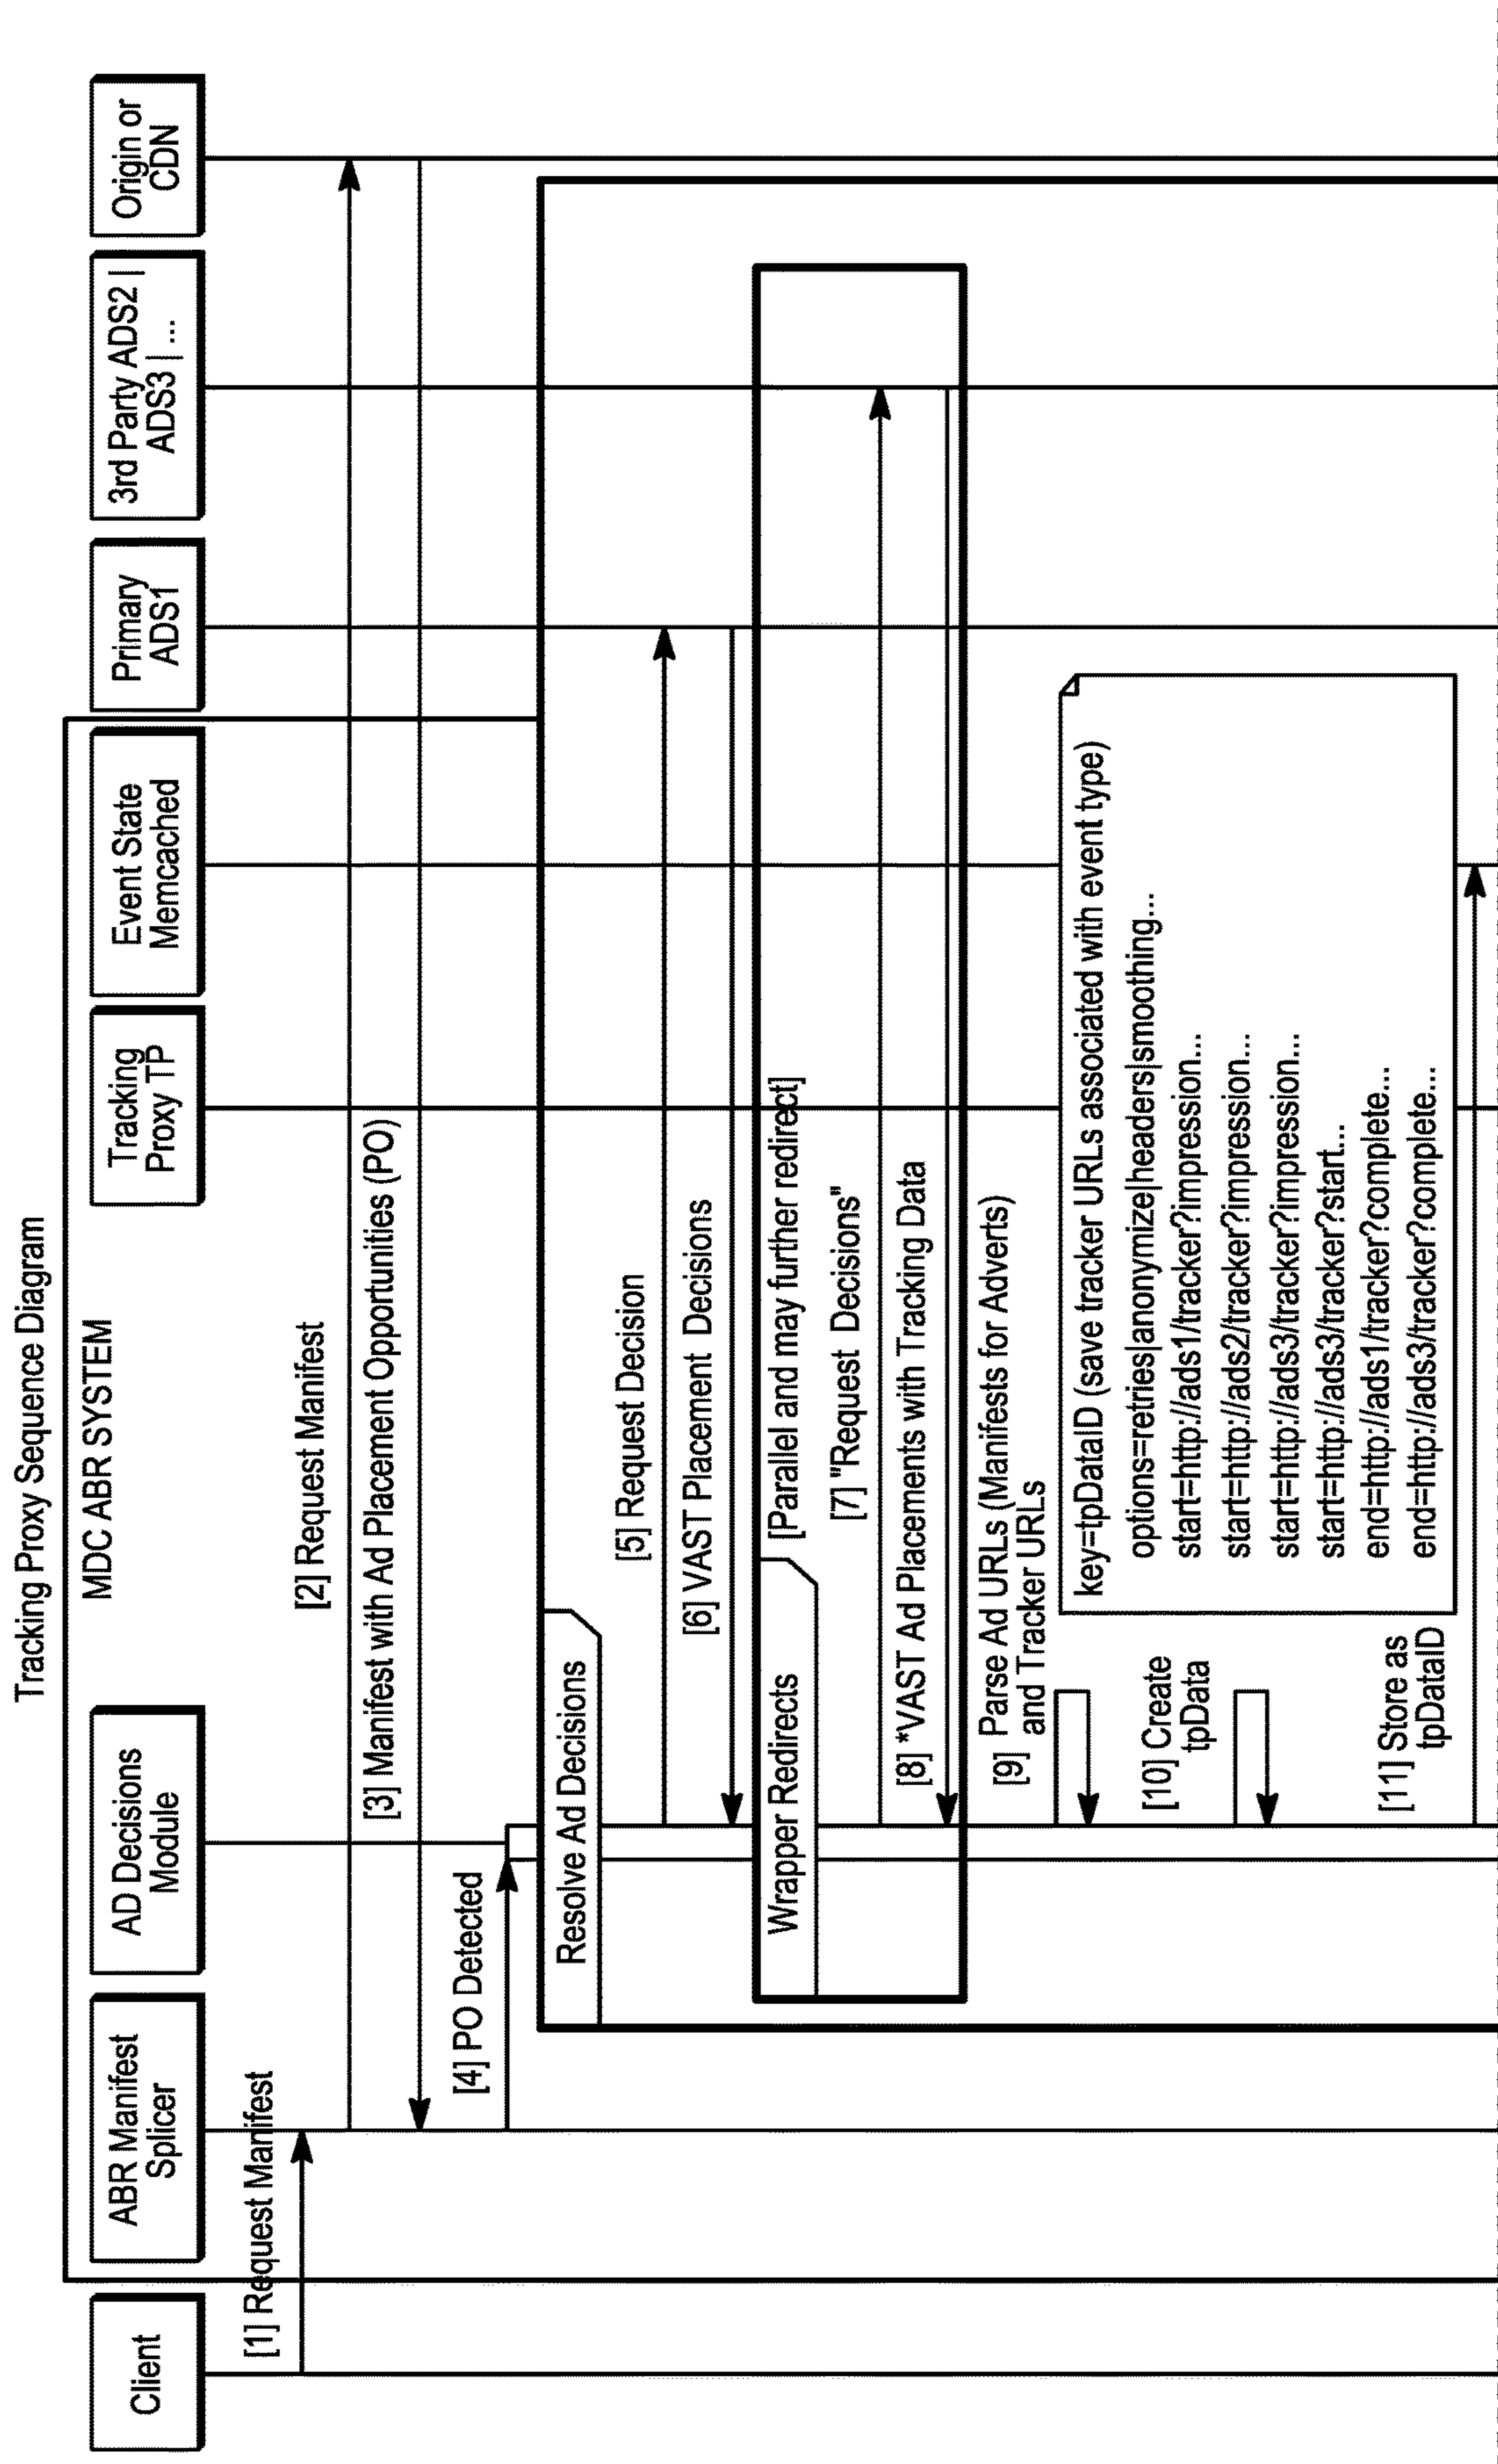 Tracking Proxy Sequence Diagram
MDC ABR SYSTEM
Client
ABR Manifest
Splicer
AD Decisions
Module
Tracking
Proxy TP
Event State
Memcached
Primary
ADS1
3rd Party ADS2 |
ADS3 | ...
Origin or
CDN
[1] Request Manifest
[2] Request Manifest
[3] Manifest with Ad Placement Opportunities (PO)
[4] PO Detected
Resolve Ad Decisions
[5] Request Decision
[6] VAST Placement Decisions
Wrapper Redirects
[Parallel and may further redirect]
[7] "Request Decisions"
[8] *VAST Ad Placements with Tracking Data
[9] Parse Ad URLs (Manifests for Adverts)
and Tracker URLs
[10] Create
tpData
key=tpDataID (save tracker URLs associated with event type)
options=retries|anonymize|headers|smoothing...
start=http://ads1/tracker?impression...
start=http://ads2/tracker?impression...
start=http://ads3/tracker?impression...
start=http://ads3/tracker?start...
end=http://ads1/tracker?complete...
end=http://ads3/tracker?complete...
[11] Store as
tpDataID